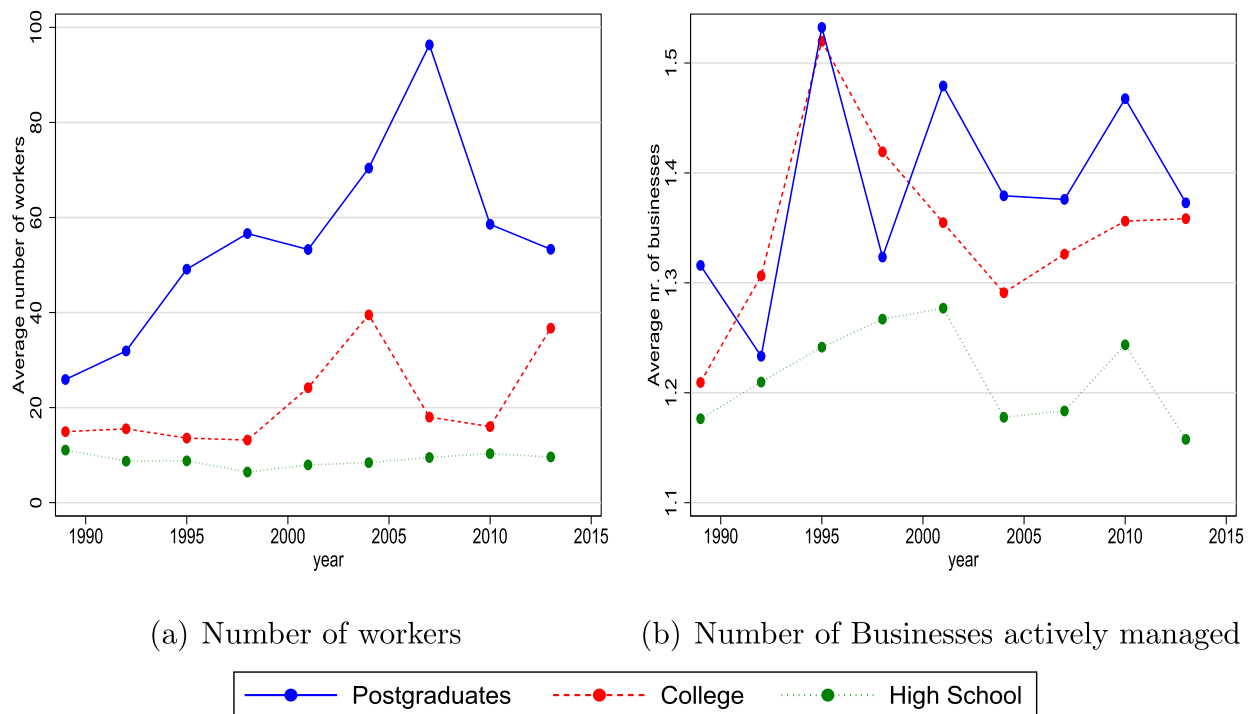 Average number of workers
100
80
60
40
20
0
1990 1995 2000 2005 2010 2015
year
(a) Number of workers
Average nr. of businesses
1.5
1.4
1.3
1.2
1.1
1990 1995 2000 2005 2010 2015
year
(b) Number of Businesses actively managed
Postgraduates College High School